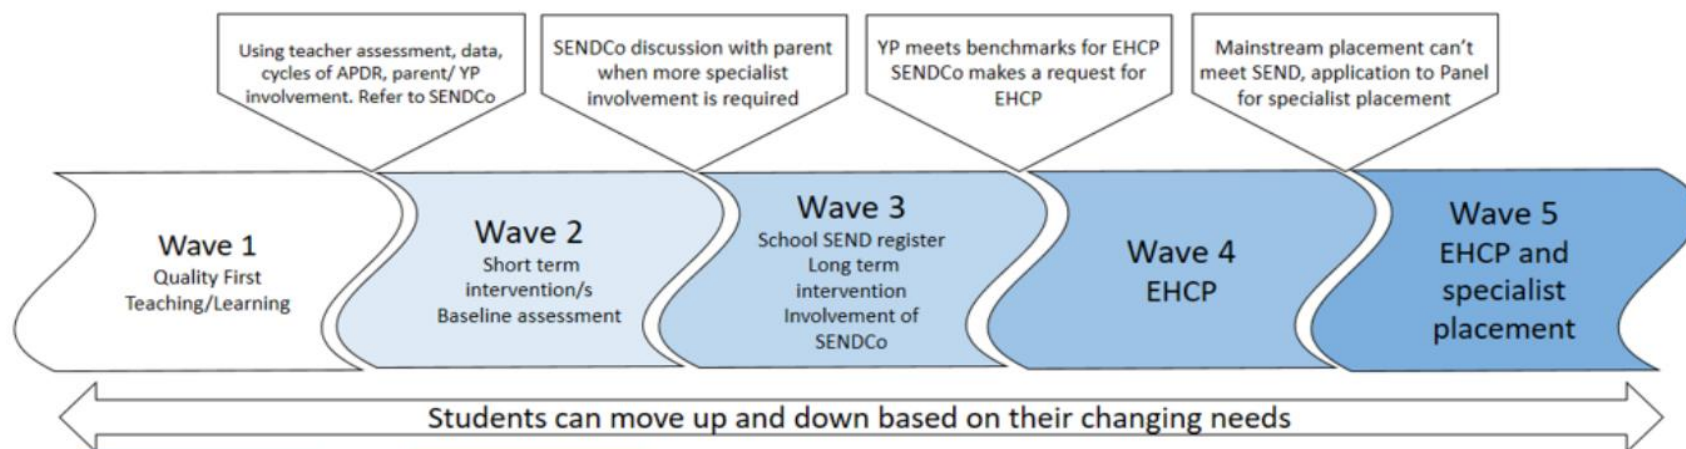 Using teacher assessment, data,
cycles of APDR, parent/ YP
involvement. Refer to SENDCo
SENDCo discussion with parent
when more specialist
involvement is required
YP meets benchmarks for EHCP
SENDCo makes a request for
EHCP
Mainstream placement can't
meet SEND, application to Panel
for specialist placement
Wave 1
Quality First
Teaching/Learning
Wave 2
Short term
intervention/s
Baseline assessment
Wave 3
School SEND register
Long term
intervention
Involvement of
SENDCo
Wave 4
EHCP
Wave 5
EHCP and
specialist
placement
Students can move up and down based on their changing needs